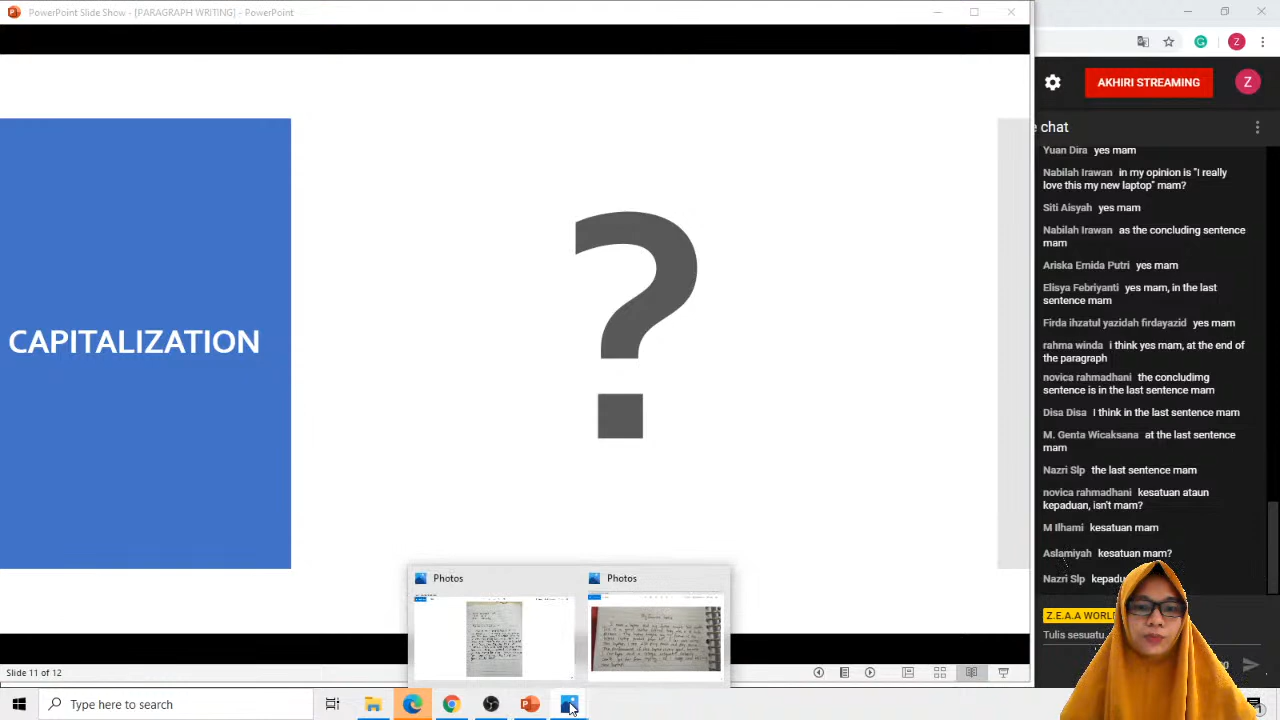 PowerPoint Slide Show - [PARAGRAPH WRITING] - PowerPoint
CAPITALIZATION
?
AKHIRI STREAMING
Z
Z
chat
Yuan Dira yes mam
Nabilah Irawan in my opinion is "I really
love this my new laptop" mam?
Siti Aisyah yes mam
Nabilah Irawan as the concluding sentence
mam
Ariska Emida Putri yes mam
Elisya Febriyanti yes mam, in the last
sentence mam
Firda ihzatul yazidah firdayazid yes mam
rahma winda i think yes mam, at the end of
the paragraph
novica rahmadhani the concludimg
sentence is in the last sentence mam
Disa Disa I think in the last sentence mam
M. Genta Wicaksana at the last sentence
mam
Nazri Slp the last sentence mam
novica rahmadhani kesatuan ataun
kepaduan, isn't mam?
M Ilhami kesatuan mam
Aslamiyah kesatuan mam?
Nazri Slp
Z.E.A.A WORL
Tulis sesuatu
Photos
Photos
Slide 11 of 12
Type here to search